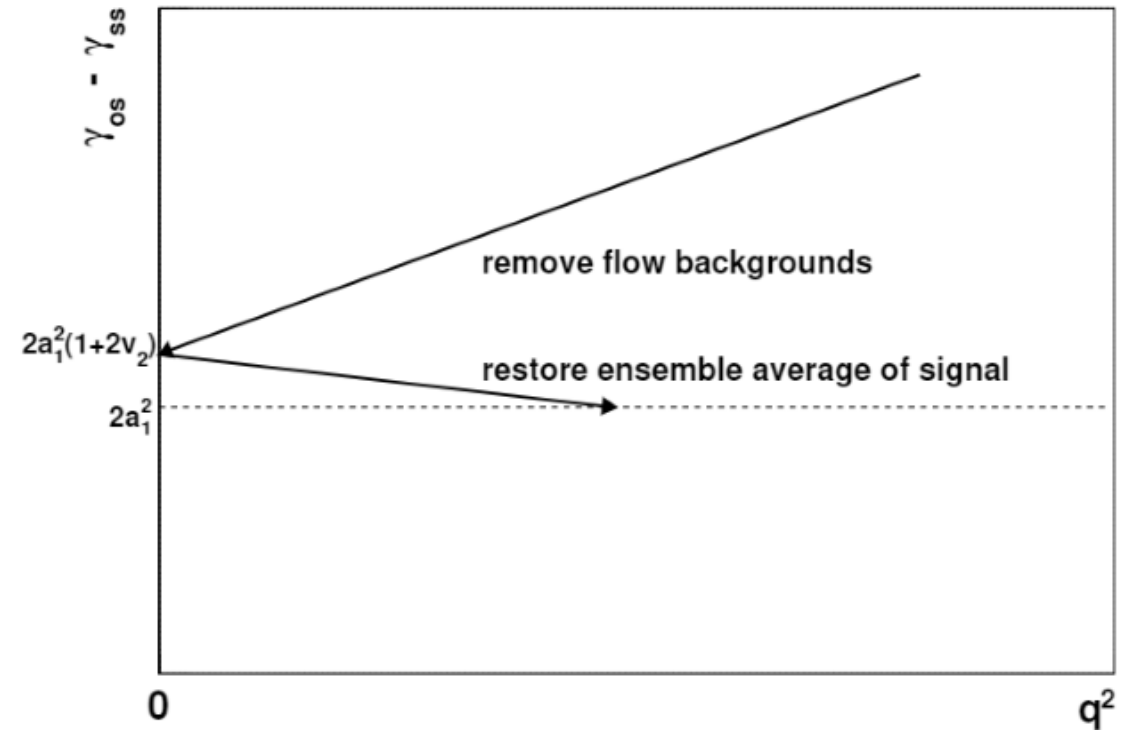 γos - γss
remove flow backgrounds
2a₁²(1+2v₂)
restore ensemble average of signal
2a₁²
0
q²